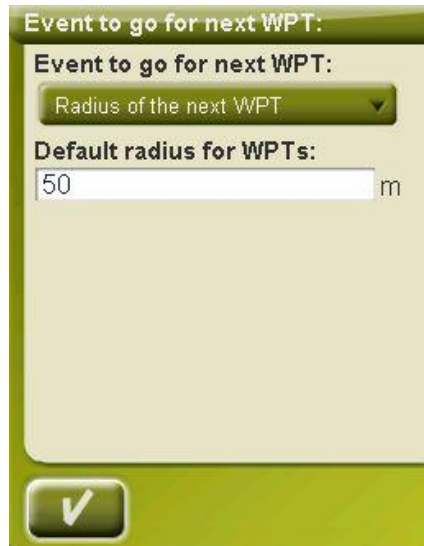 Event to go for next WPT:
Event to go for next WPT:
Radius of the next WPT
Default radius for WPTs:
50 m